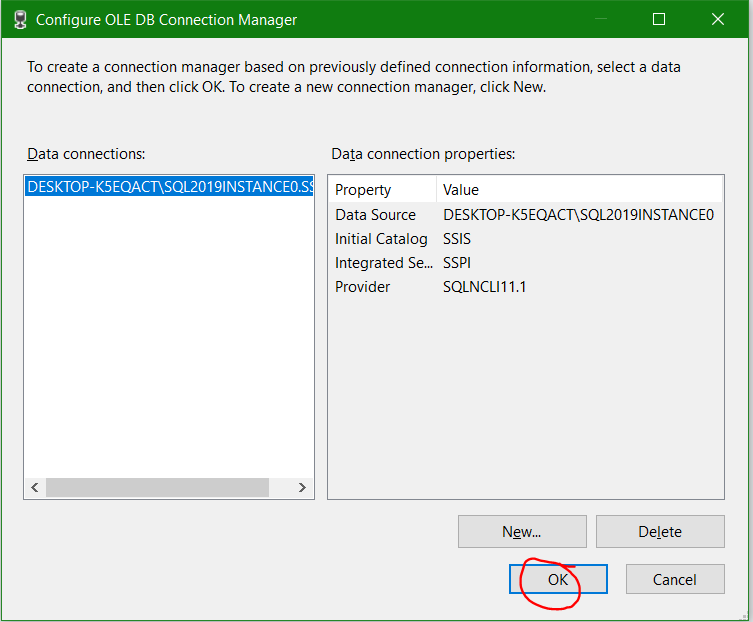 Configure OLE DB Connection Manager
To create a connection manager based on previously defined connection information, select a data
connection, and then click OK. To create a new connection manager, click New.
Data connections:
Data connection properties:
DESKTOP-K5EQACT\SQL2019INSTANCE0.SS
Property Value
Data Source DESKTOP-K5EQACT\SQL2019INSTANCE0
Initial Catalog SSIS
Integrated Se... SSPI
Provider SQLNCLI11.1
New... Delete
OK Cancel